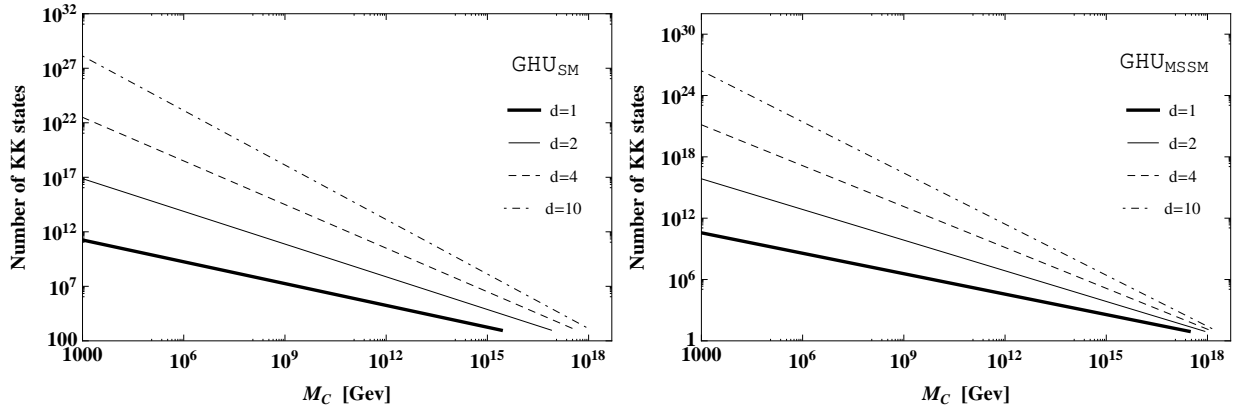 Number of KK states
10^32
10^27
10^22
10^17
10^12
10^7
100
1000
10^6
10^9
10^12
10^15
10^18
M_C [Gev]
GHU_SM
d=1
d=2
d=4
d=10
Number of KK states
10^30
10^24
10^18
10^12
10^6
1
1000
10^6
10^9
10^12
10^15
10^18
M_C [Gev]
GHU_MSSM
d=1
d=2
d=4
d=10